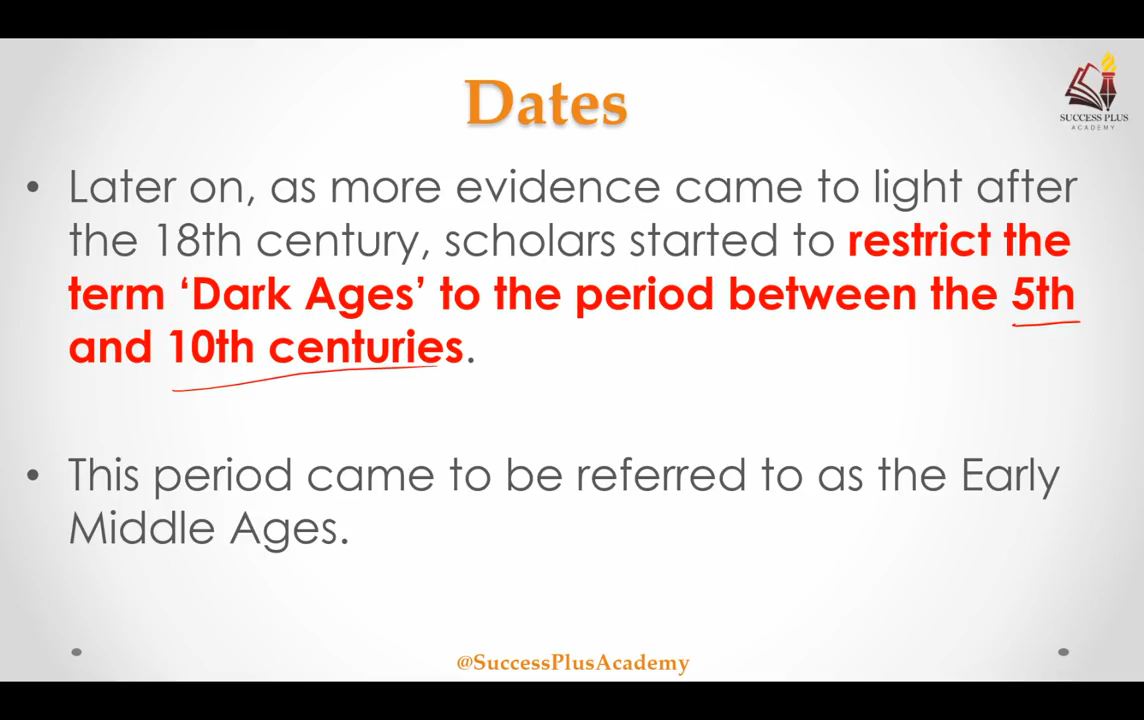 Dates
SUCCESS PLUS
ACADEMY
• Later on, as more evidence came to light after
the 18th century, scholars started to restrict the
term ‘Dark Ages’ to the period between the 5th
and 10th centuries.
• This period came to be referred to as the Early
Middle Ages.
@SuccessPlusAcademy